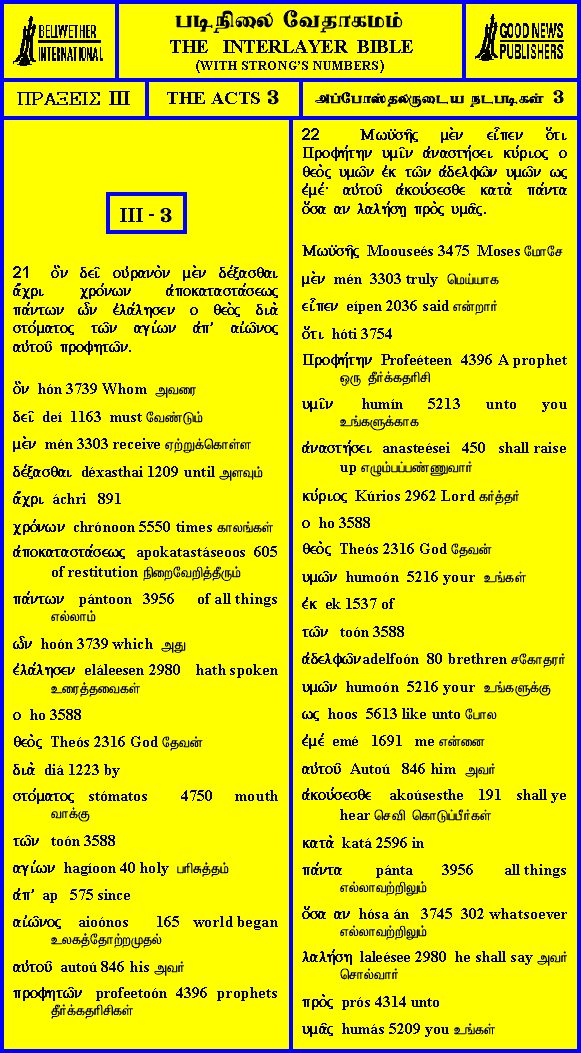 BELLWETHER
INTERNATIONAL
படிநிலை வேதாகமம்
THE INTERLAYER BIBLE
(WITH STRONG'S NUMBERS)
GOOD NEWS
PUBLISHERS
ΠΡΑΞΕΙΣ III
THE ACTS 3
அப்போஸ்தலருடைய நடபடிகள் 3
III - 3
21 ὃν δεῖ οὐρανὸν μὲν δέξασθαι
ἄχρι χρόνων ἀποκαταστάσεως
πάντων ὧν ἐλάλησεν ο θεὸς διὰ
στόματος τῶν αγίων ἀπ' αἰῶνος
αὐτοῦ προφητῶν.
ὃν hón 3739 Whom அவரை
δεῖ deí 1163 must வேண்டும்
μὲν mén 3303 receive ஏற்றுக்கொள்ள
δέξασθαι déxasthai 1209 until அளவும்
ἄχρι áchri 891
χρόνων chrónoon 5550 times காலங்கள்
ἀποκαταστάσεως apokatastáseoos 605
of restitution நிறைவேறித்தீரும்
πάντων pántoon 3956 of all things
எல்லாம்
ὧν hoón 3739 which அது
ἐλάλησεν eláleesen 2980 hath spoken
உரைத்தவைகள்
ο ho 3588
θεὸς Theós 2316 God தேவன்
διὰ diá 1223 by
στόματος stómatos 4750 mouth
வாக்கு
τῶν toón 3588
αγίων hagíoon 40 holy பரிசுத்தம்
ἀπ' ap 575 since
αἰῶνος aioónos 165 world began
உலகத்தோற்றமுதல்
αὐτοῦ autoú 846 his அவர்
προφητῶν profeetoón 4396 prophets
தீர்க்கதரிசிகள்
22 Μωϋσῆς μὲν εἶπεν ὅτι
Προφήτην υμῖν ἀναστήσει κύριος ο
θεὸς υμῶν ἐκ τῶν ἀδελφῶν υμῶν ως
ἐμέ· αὐτοῦ ἀκούσεσθε κατὰ πάντα
ὅσα αν λαλήσῃ πρὸς υμᾶς.
Μωϋσῆς Moouseés 3475 Moses மோசே
μὲν mén 3303 truly மெய்யாக
εἶπεν eípen 2036 said என்றார்
ὅτι hóti 3754
Προφήτην Profeéteen 4396 A prophet
ஒரு தீர்க்கதரிசி
υμῖν humín 5213 unto you
உங்களுக்காக
ἀναστήσει anasteései 450 shall raise
up எழும்பப்பண்ணுவார்
κύριος Kúrios 2962 Lord கர்த்தர்
ο ho 3588
θεὸς Theós 2316 God தேவன்
υμῶν humoón 5216 your உங்கள்
ἐκ ek 1537 of
τῶν toón 3588
ἀδελφῶνadelfoón 80 brethren சகோதரர்
υμῶν humoón 5216 your உங்களுக்கு
ως hoos 5613 like unto போல
ἐμέ emé 1691 me என்னை
αὐτοῦ Autoú 846 him அவர்
ἀκούσεσθε akoúsesthe 191 shall ye
hear செவி கொடுப்பீர்கள்
κατὰ katá 2596 in
πάντα pánta 3956 all things
எல்லாவற்றிலும்
ὅσα αν hósa án 3745 302 whatsoever
எல்லாவற்றிலும்
λαλήσῃ laleésee 2980 he shall say அவர்
சொல்வார்
πρὸς prós 4314 unto
υμᾶς humás 5209 you உங்கள்